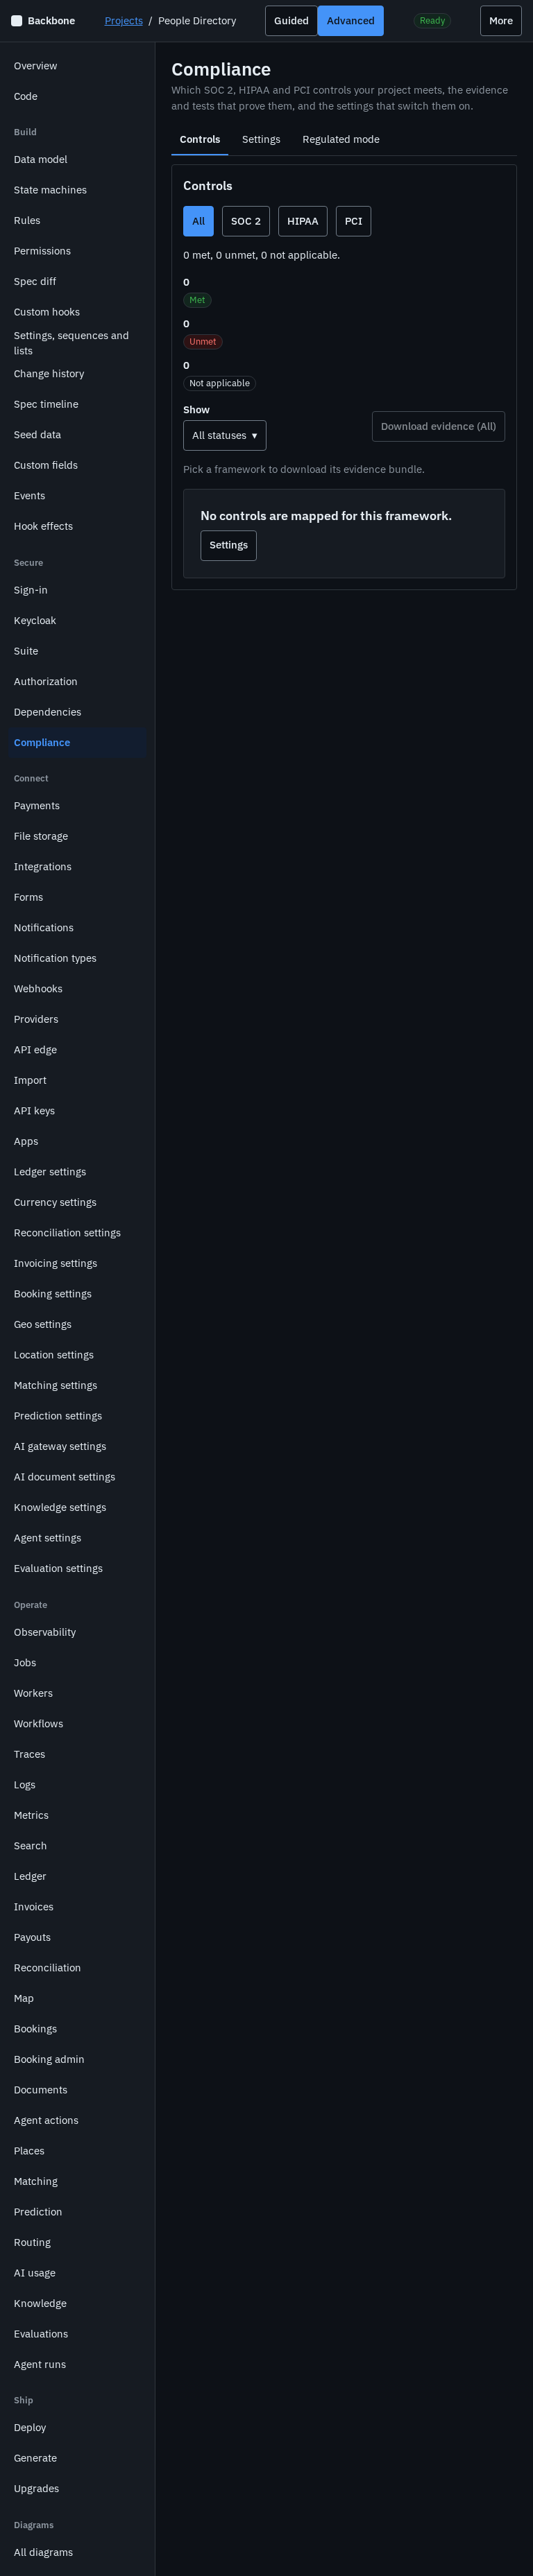 Backbone
Projects / People Directory
Guided
Advanced
Ready
More
Overview
Code
Build
Data model
State machines
Rules
Permissions
Spec diff
Custom hooks
Settings, sequences and
lists
Change history
Spec timeline
Seed data
Custom fields
Events
Hook effects
Secure
Sign-in
Keycloak
Suite
Authorization
Dependencies
Compliance
Connect
Payments
File storage
Integrations
Forms
Notifications
Notification types
Webhooks
Providers
API edge
Import
API keys
Apps
Ledger settings
Currency settings
Reconciliation settings
Invoicing settings
Booking settings
Geo settings
Location settings
Matching settings
Prediction settings
AI gateway settings
AI document settings
Knowledge settings
Agent settings
Evaluation settings
Operate
Observability
Jobs
Workers
Workflows
Traces
Logs
Metrics
Search
Ledger
Invoices
Payouts
Reconciliation
Map
Bookings
Booking admin
Documents
Agent actions
Places
Matching
Prediction
Routing
AI usage
Knowledge
Evaluations
Agent runs
Ship
Deploy
Generate
Upgrades
Diagrams
All diagrams
Compliance
Which SOC 2, HIPAA and PCI controls your project meets, the evidence
and tests that prove them, and the settings that switch them on.
Controls
Settings
Regulated mode
Controls
All
SOC 2
HIPAA
PCI
0 met, 0 unmet, 0 not applicable.
0
Met
0
Unmet
0
Not applicable
Show
All statuses ▾
Download evidence (All)
Pick a framework to download its evidence bundle.
No controls are mapped for this framework.
Settings